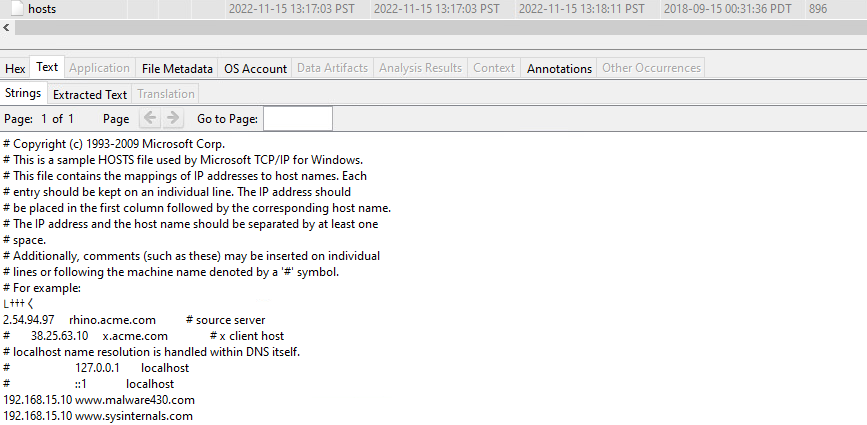 hosts 2022-11-15 13:17:03 PST 2022-11-15 13:17:03 PST 2022-11-15 13:18:11 PST 2018-09-15 00:31:36 PDT 896
Hex Text Application File Metadata OS Account Data Artifacts Analysis Results Context Annotations Other Occurrences
Strings Extracted Text Translation
Page: 1 of 1 Page Go to Page:
# Copyright (c) 1993-2009 Microsoft Corp.
# This is a sample HOSTS file used by Microsoft TCP/IP for Windows.
# This file contains the mappings of IP addresses to host names. Each
# entry should be kept on an individual line. The IP address should
# be placed in the first column followed by the corresponding host name.
# The IP address and the host name should be separated by at least one
# space.
# Additionally, comments (such as these) may be inserted on individual
# lines or following the machine name denoted by a '#' symbol.
# For example:
2.54.94.97 rhino.acme.com # source server
# 38.25.63.10 x.acme.com # x client host
# localhost name resolution is handled within DNS itself.
# 127.0.0.1 localhost
# ::1 localhost
192.168.15.10 www.malware430.com
192.168.15.10 www.sysinternals.com